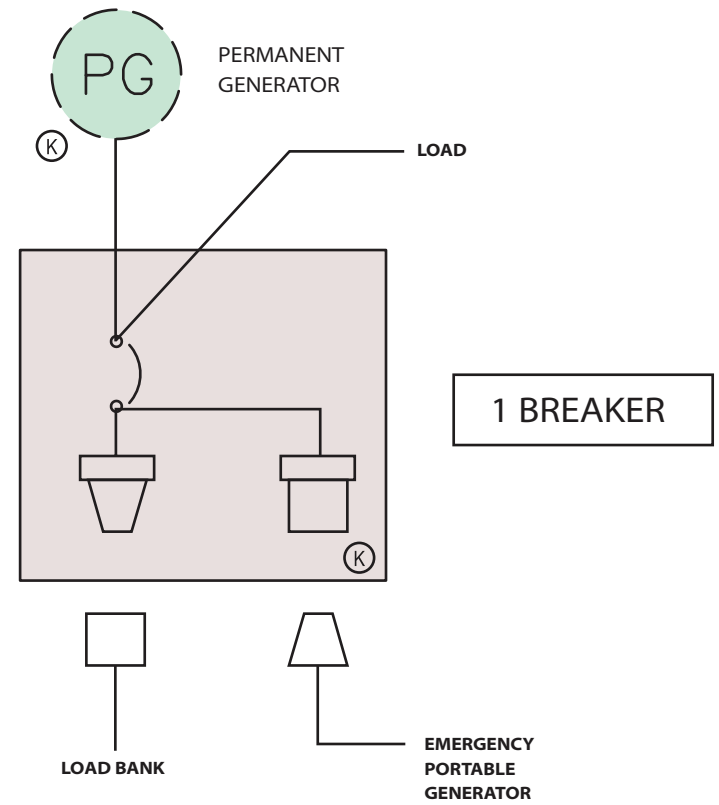 PG
PERMANENT
GENERATOR
K
LOAD
1 BREAKER
K
LOAD BANK
EMERGENCY
PORTABLE
GENERATOR